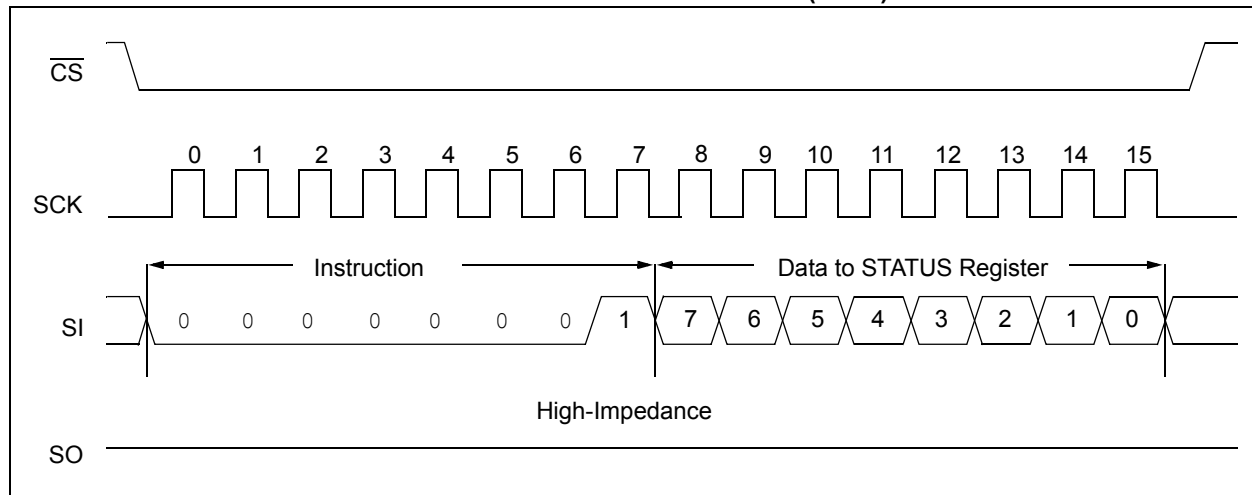 CS
0 1 2 3 4 5 6 7 8 9 10 11 12 13 14 15
SCK
Instruction Data to STATUS Register
SI 0 0 0 0 0 0 0 1 7 6 5 4 3 2 1 0
High-Impedance
SO